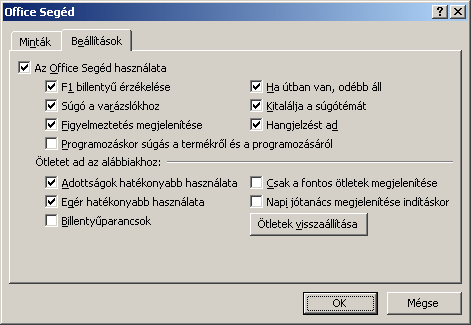 Office Segéd
Minták Beállítások
Az Office Segéd használata
F1 billentyű érzékelése Ha útban van, odébb áll
Súgó a varázslókhoz Kitalálja a súgótémát
Figyelmeztetés megjelenítése Hangjelzést ad
Programozáskor súgás a termékről és a programozásáról
Ötletet ad az alábbiakhoz:
Adottságok hatékonyabb használata Csak a fontos ötletek megjelenítése
Egér hatékonyabb használata Napi jótanács megjelenítése indításkor
Billentyűparancsok Ötletek visszaállítása
OK Mégse